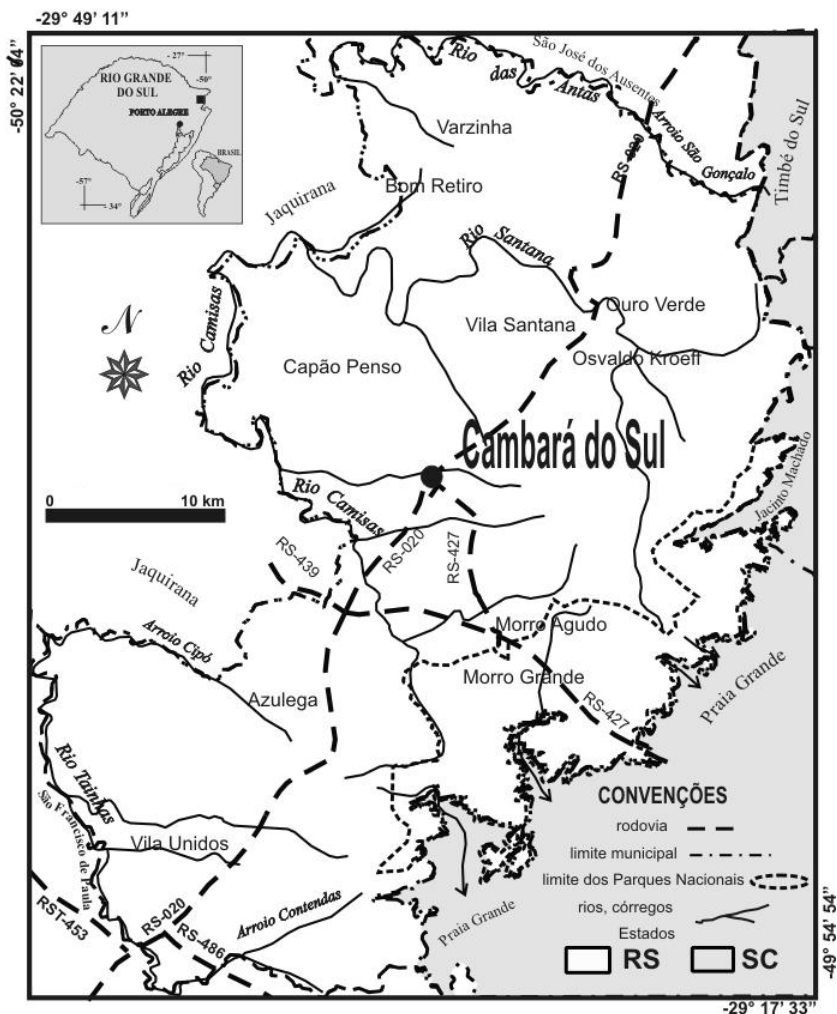 -29° 49' 11"
-50° 22' 04"
- 27°
-50°
RIO GRANDE
DO SUL
PORTO ALEGRE
BRASIL
-57°
- 34°
Rio das Antas
São José dos Ausentes
Arroio São Gonçalo
Timbé do Sul
Varzinha
RS-020
Bom Retiro
Jaquirana
Rio Santana
Ouro Verde
Vila Santana
Osvaldo Kroeff
Rio Camisas
N
Capão Penso
Cambará do Sul
Jacinto Machado
0 10 km
Rio Camisas
RS-020
RS-427
RS-439
Jaquirana
Arroio Cipó
Morro Agudo
Morro Grande
Azulega
RS-427
Praia Grande
Rio Tainhas
São Francisco de Paula
Vila Unidos
RST-453
RS-020
RS-486
Arroio Contendas
Praia Grande
CONVENÇÕES
rodovia
limite municipal
limite dos Parques Nacionais
rios, córregos
Estados
RS SC
-49° 54' 54"
-29° 17' 33"